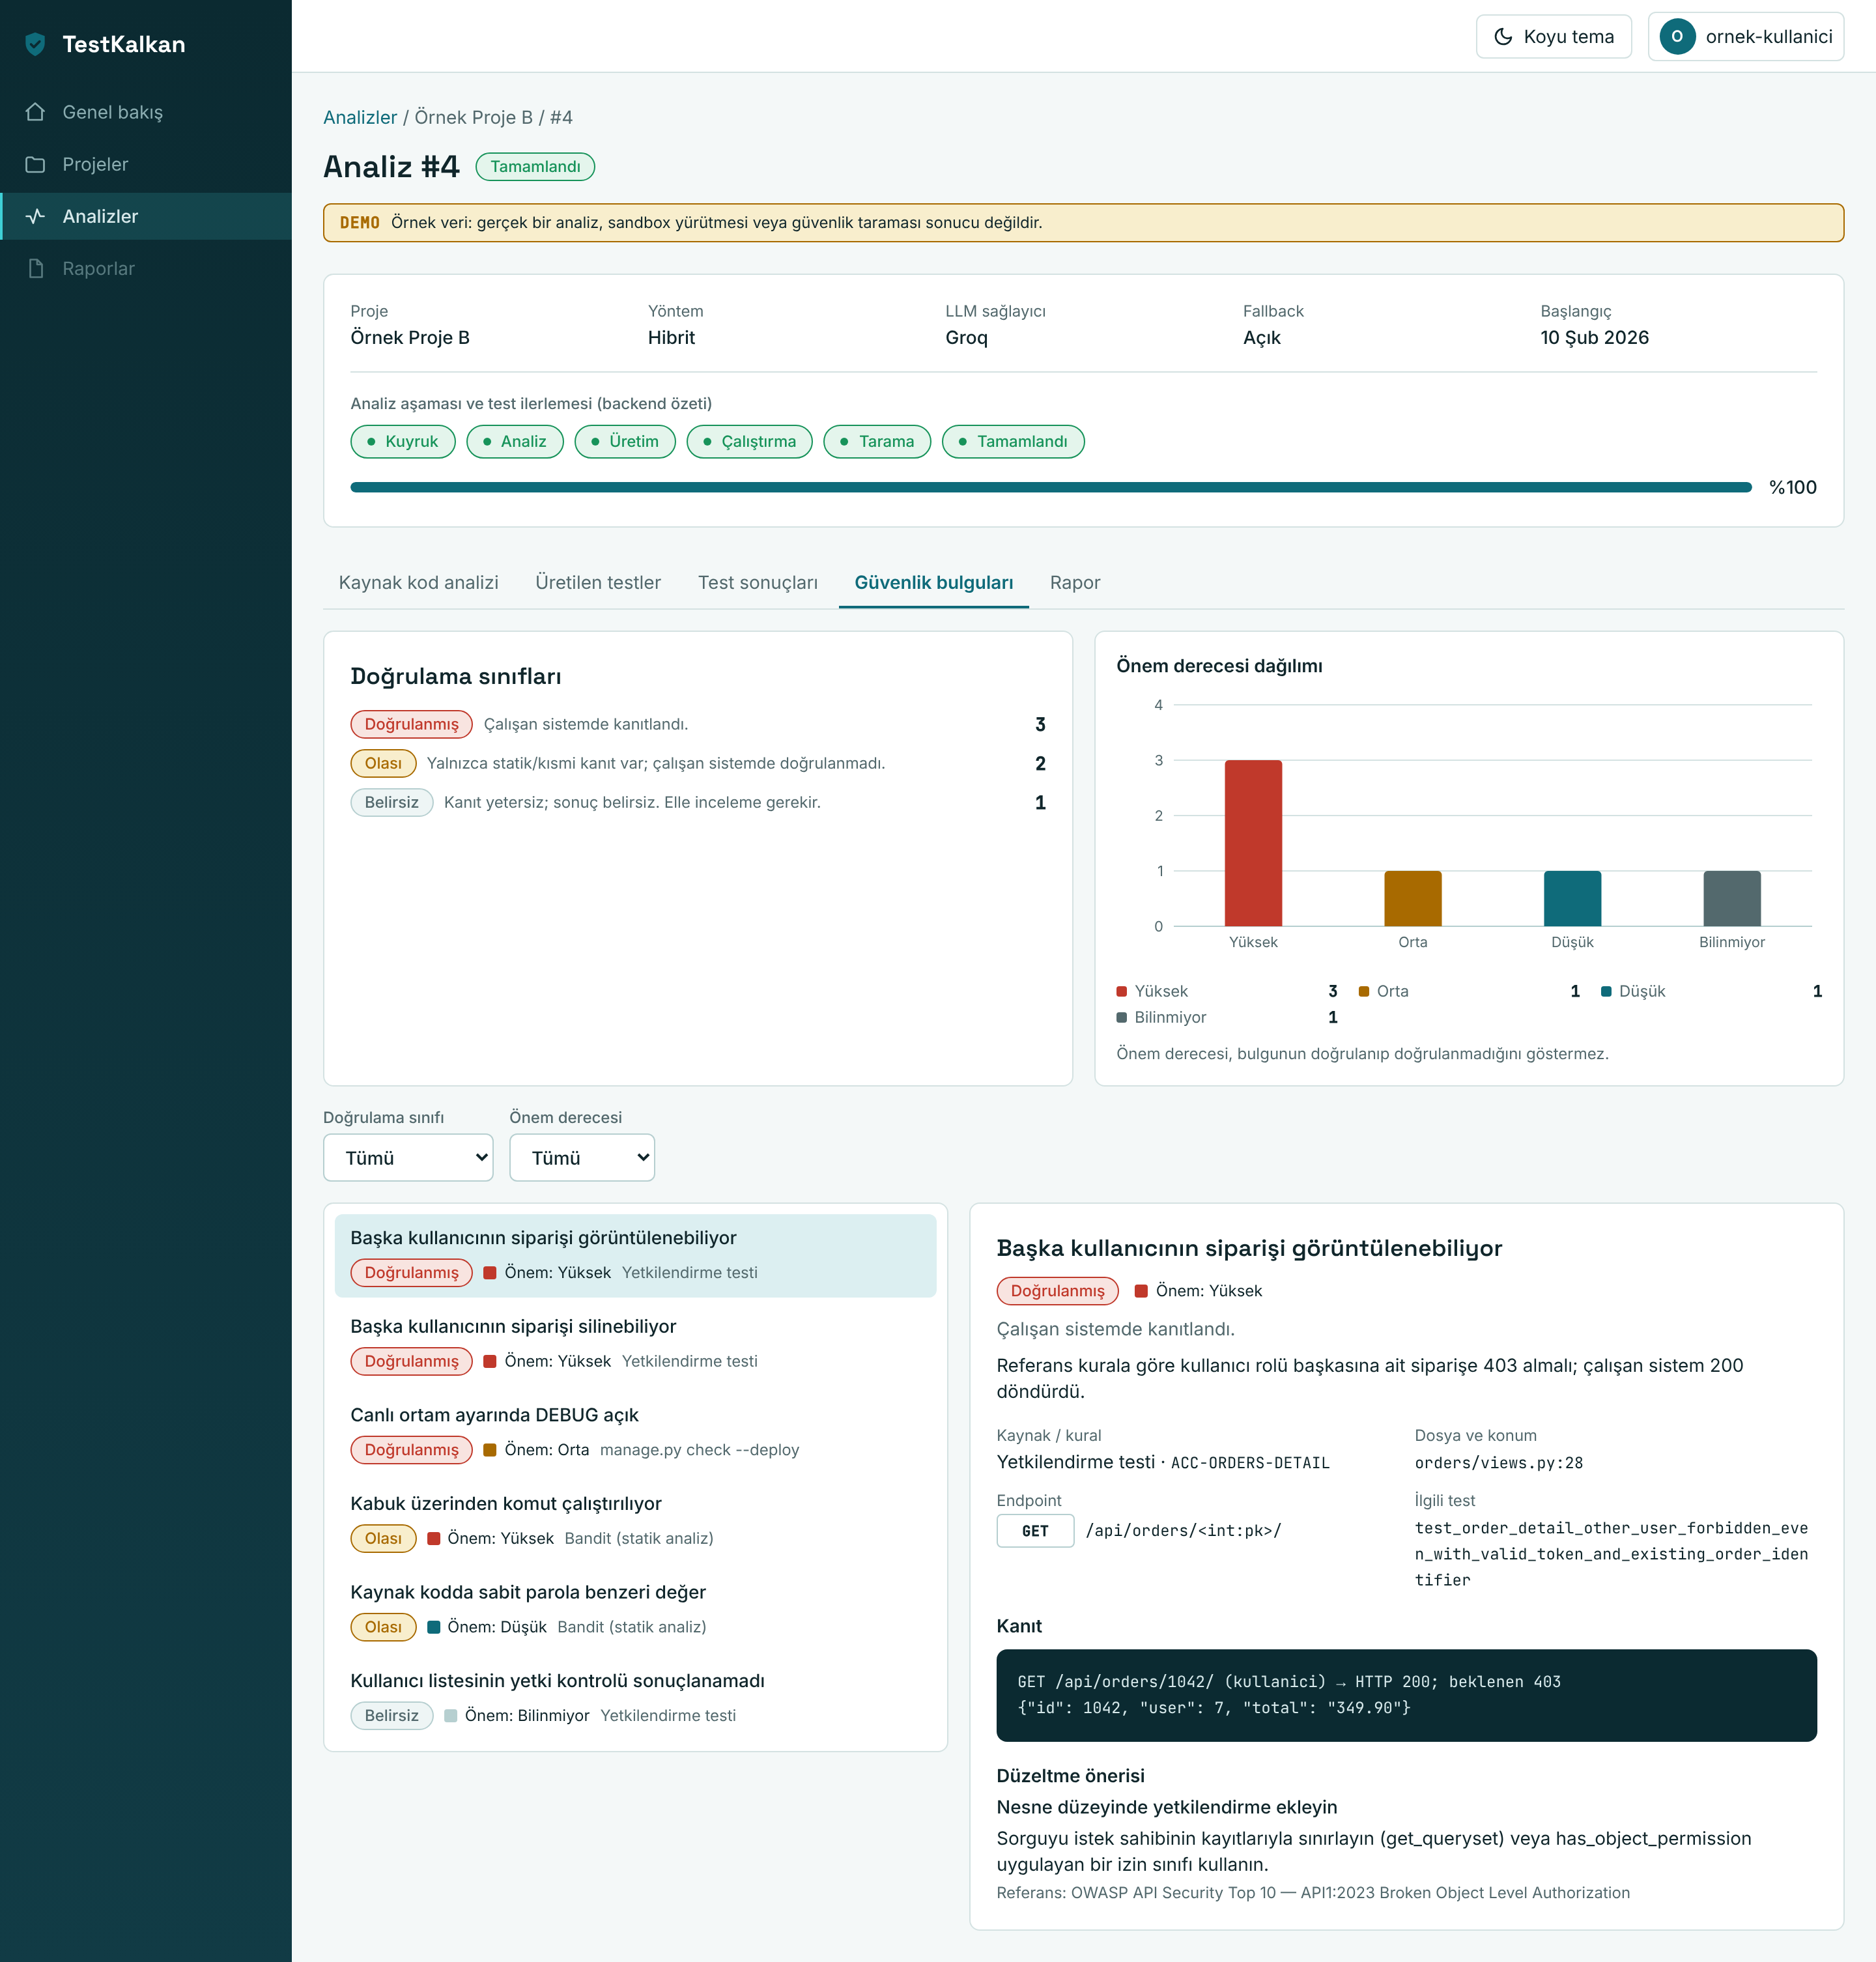 TestKalkan
Genel bakış
Projeler
Analizler
Raporlar
Koyu tema
O
ornek-kullanici
Analizler / Örnek Proje B / #4
Analiz #4
Tamamlandı
DEMO Örnek veri: gerçek bir analiz, sandbox yürütmesi veya güvenlik taraması sonucu değildir.
Proje
Örnek Proje B
Yöntem
Hibrit
LLM sağlayıcı
Groq
Fallback
Açık
Başlangıç
10 Şub 2026
Analiz aşaması ve test ilerlemesi (backend özeti)
Kuyruk
Analiz
Üretim
Çalıştırma
Tarama
Tamamlandı
%100
Kaynak kod analizi
Üretilen testler
Test sonuçları
Güvenlik bulguları
Rapor
Doğrulama sınıfları
Doğrulanmış Çalışan sistemde kanıtlandı. 3
Olası Yalnızca statik/kısmi kanıt var; çalışan sistemde doğrulanmadı. 2
Belirsiz Kanıt yetersiz; sonuç belirsiz. Elle inceleme gerekir. 1
Önem derecesi dağılımı
4
3
2
1
0
Yüksek
Orta
Düşük
Bilinmiyor
Yüksek 3
Orta 1
Düşük 1
Bilinmiyor 1
Önem derecesi, bulgunun doğrulanıp doğrulanmadığını göstermez.
Doğrulama sınıfı
Tümü
Önem derecesi
Tümü
Başka kullanıcının siparişi görüntülenebiliyor
Doğrulanmış Önem: Yüksek Yetkilendirme testi
Başka kullanıcının siparişi silinebiliyor
Doğrulanmış Önem: Yüksek Yetkilendirme testi
Canlı ortam ayarında DEBUG açık
Doğrulanmış Önem: Orta manage.py check --deploy
Kabuk üzerinden komut çalıştırılıyor
Olası Önem: Yüksek Bandit (statik analiz)
Kaynak kodda sabit parola benzeri değer
Olası Önem: Düşük Bandit (statik analiz)
Kullanıcı listesinin yetki kontrolü sonuçlanamadı
Belirsiz Önem: Bilinmiyor Yetkilendirme testi
Başka kullanıcının siparişi görüntülenebiliyor
Doğrulanmış Önem: Yüksek
Çalışan sistemde kanıtlandı.
Referans kurala göre kullanıcı rolü başkasına ait siparişe 403 almalı; çalışan sistem 200
döndürdü.
Kaynak / kural
Yetkilendirme testi · ACC-ORDERS-DETAIL
Dosya ve konum
orders/views.py:28
Endpoint
GET /api/orders/<int:pk>/
İlgili test
test_order_detail_other_user_forbidden_eve
n_with_valid_token_and_existing_order_iden
tifier
Kanıt
GET /api/orders/1042/ (kullanici) → HTTP 200; beklenen 403
{"id": 1042, "user": 7, "total": "349.90"}
Düzeltme önerisi
Nesne düzeyinde yetkilendirme ekleyin
Sorguyu istek sahibinin kayıtlarıyla sınırlayın (get_queryset) veya has_object_permission
uygulayan bir izin sınıfı kullanın.
Referans: OWASP API Security Top 10 — API1:2023 Broken Object Level Authorization